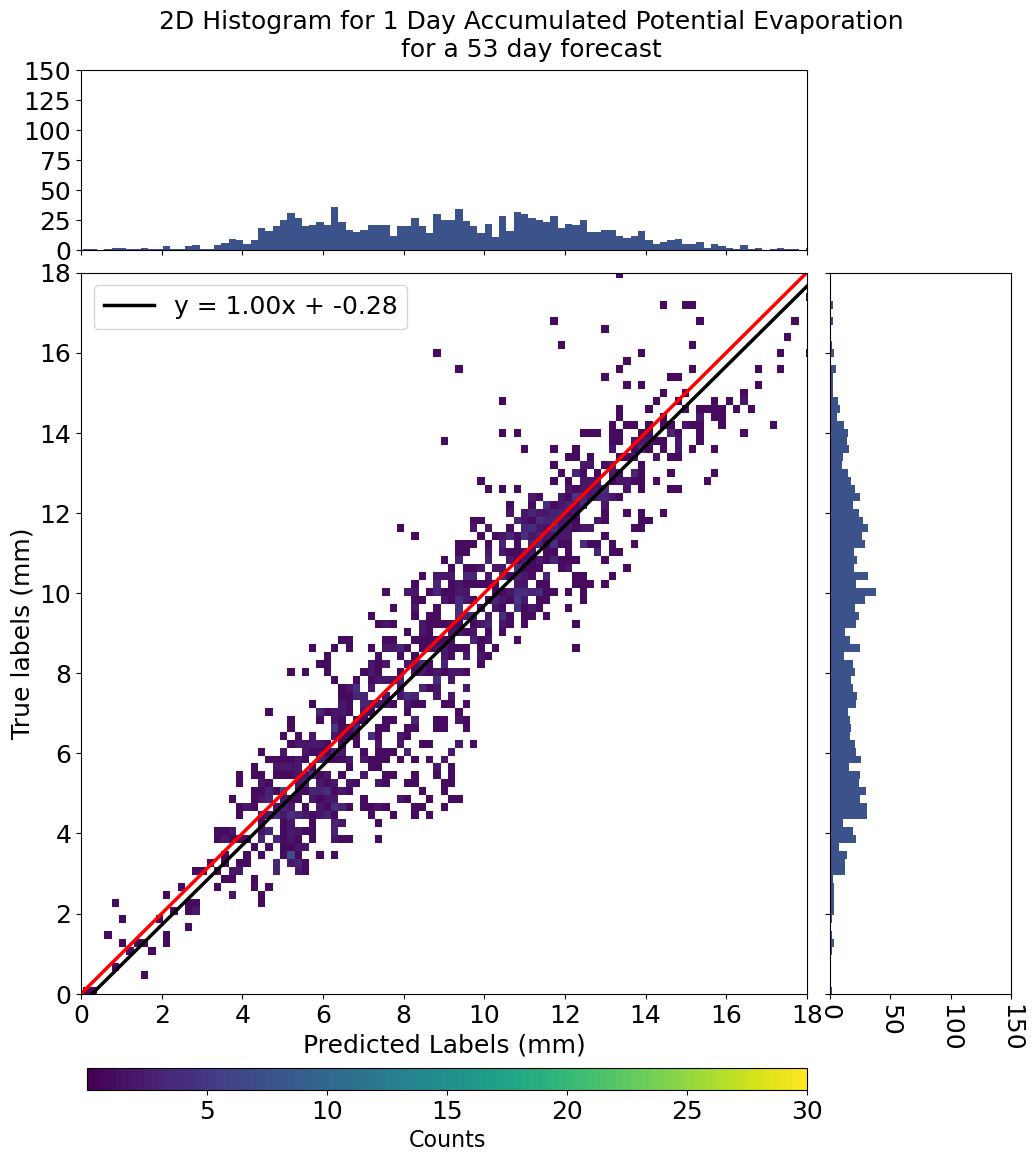 2D Histogram for 1 Day Accumulated Potential Evaporation
for a 53 day forecast
150
125
100
75
50
25
0
18
16
14
12
10
8
6
4
2
0
True labels (mm)
y = 1.00x + -0.28
0 2 4 6 8 10 12 14 16 18
Predicted Labels (mm)
0 50 100 150
5 10 15 20 25 30
Counts